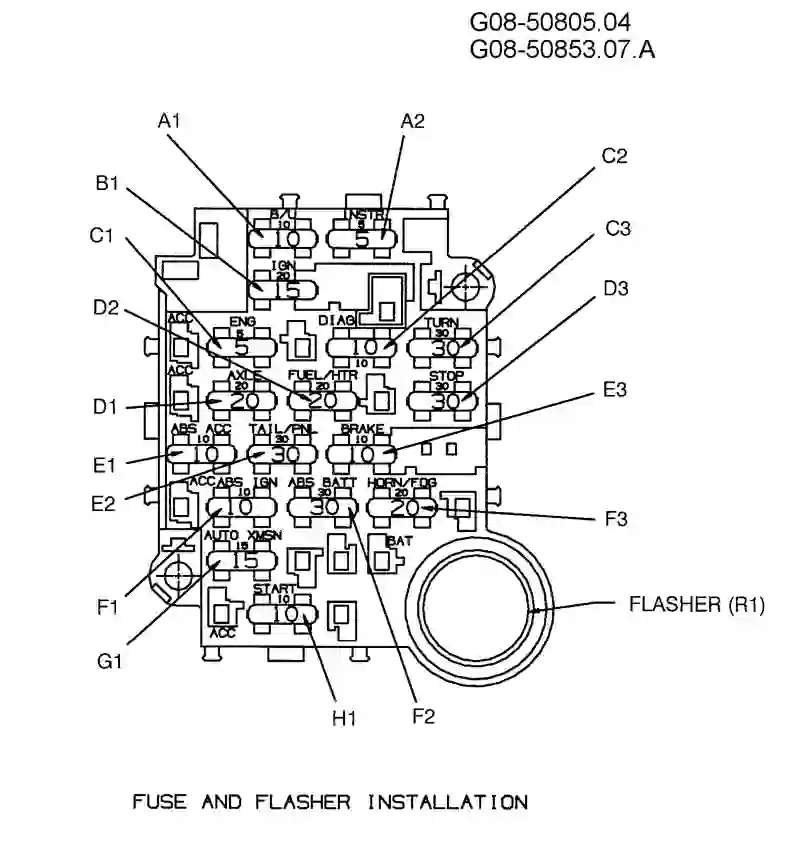 G08-50805.04
G08-50853.07.A
A1
A2
C2
B1
B/U
10
10
INSTR
5
5
C1
C3
IGN
20
15
D2
D3
ACC
ENG
5
5
DIAG
10
10
TURN
30
30
ACC
AXLE
20
20
FUEL/HTR
20
20
STOP
30
30
E3
D1
ABS ACC
10
10
TAIL/PNL
30
30
BRAKE
10
10
E1
E2
ACC
ABS IGN
10
10
ABS BATT
30
30
HORN/FOG
20
20
F3
AUTO XMSN
15
15
BAT
F1
START
10
10
FLASHER (R1)
ACC
G1
H1
F2
FUSE AND FLASHER INSTALLATION